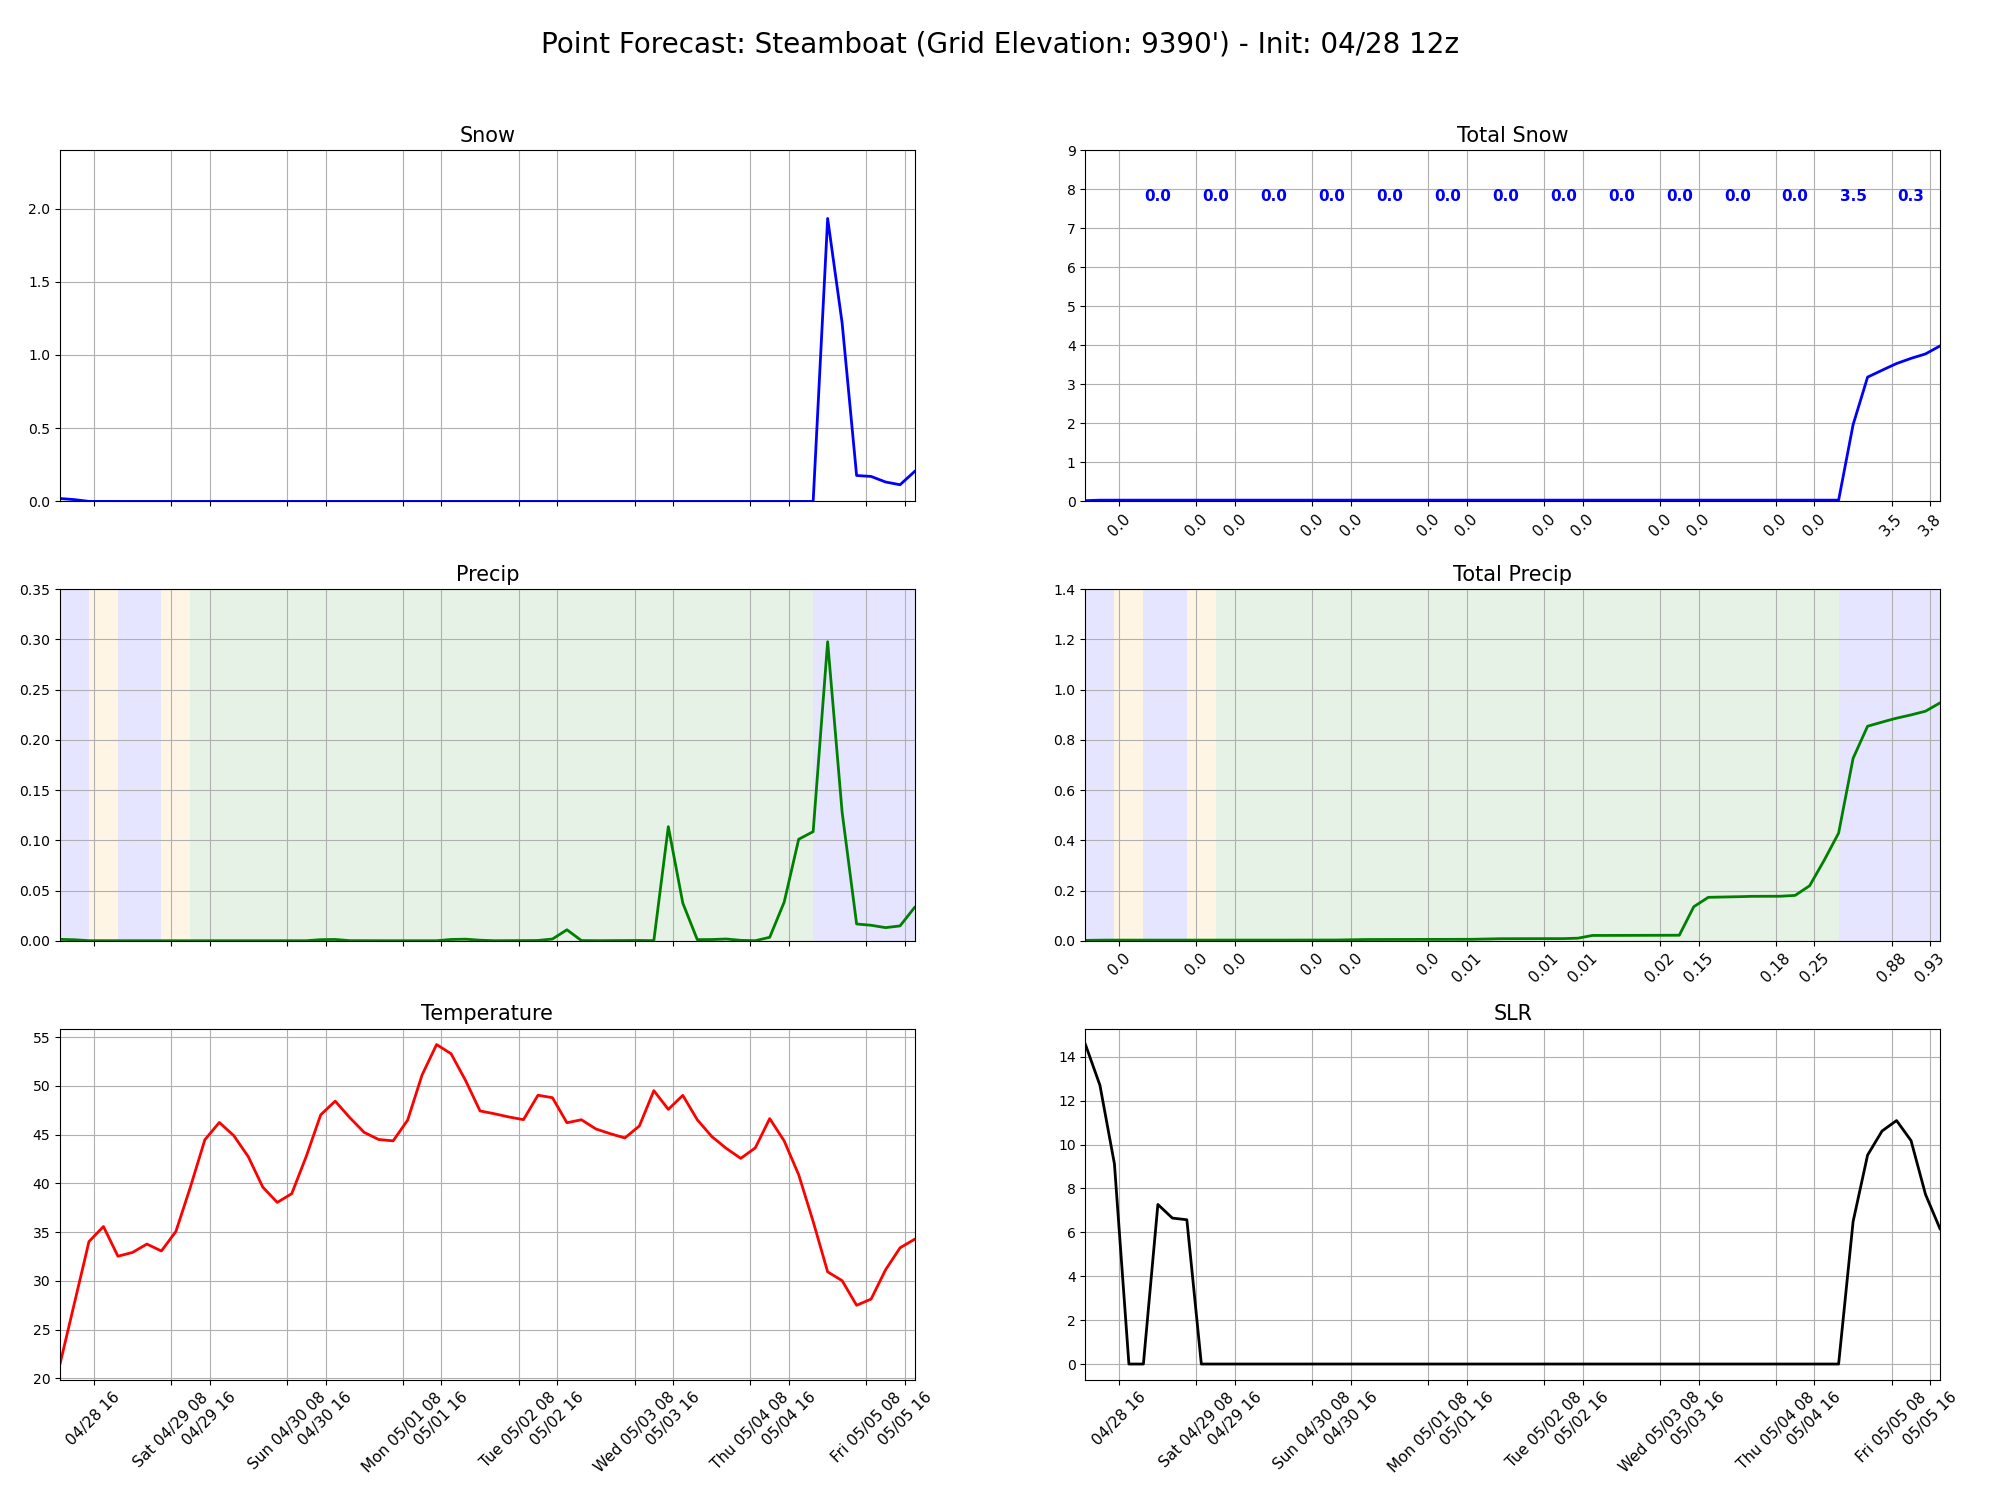 Point Forecast: Steamboat (Grid Elevation: 9390') - Init: 04/28 12z
Snow
2.0
1.5
1.0
0.5
0.0
Total Snow
9
8
7
6
5
4
3
2
1
0
0.0 0.0 0.0 0.0 0.0 0.0 0.0 0.0 0.0 0.0 0.0 0.0 3.5 0.3
0.0 0.0 0.0 0.0 0.0 0.0 0.0 0.0 0.0 0.0 0.0 0.0 0.0 3.5 3.8
Precip
0.35
0.30
0.25
0.20
0.15
0.10
0.05
0.00
Total Precip
1.4
1.2
1.0
0.8
0.6
0.4
0.2
0.0
0.0 0.0 0.0 0.0 0.0 0.0 0.01 0.01 0.01 0.02 0.15 0.18 0.25 0.88 0.93
Temperature
55
50
45
40
35
30
25
20
04/28 16
Sat 04/29 08
04/29 16
Sun 04/30 08
04/30 16
Mon 05/01 08
05/01 16
Tue 05/02 08
05/02 16
Wed 05/03 08
05/03 16
Thu 05/04 08
05/04 16
Fri 05/05 08
05/05 16
SLR
14
12
10
8
6
4
2
0
04/28 16
Sat 04/29 08
04/29 16
Sun 04/30 08
04/30 16
Mon 05/01 08
05/01 16
Tue 05/02 08
05/02 16
Wed 05/03 08
05/03 16
Thu 05/04 08
05/04 16
Fri 05/05 08
05/05 16